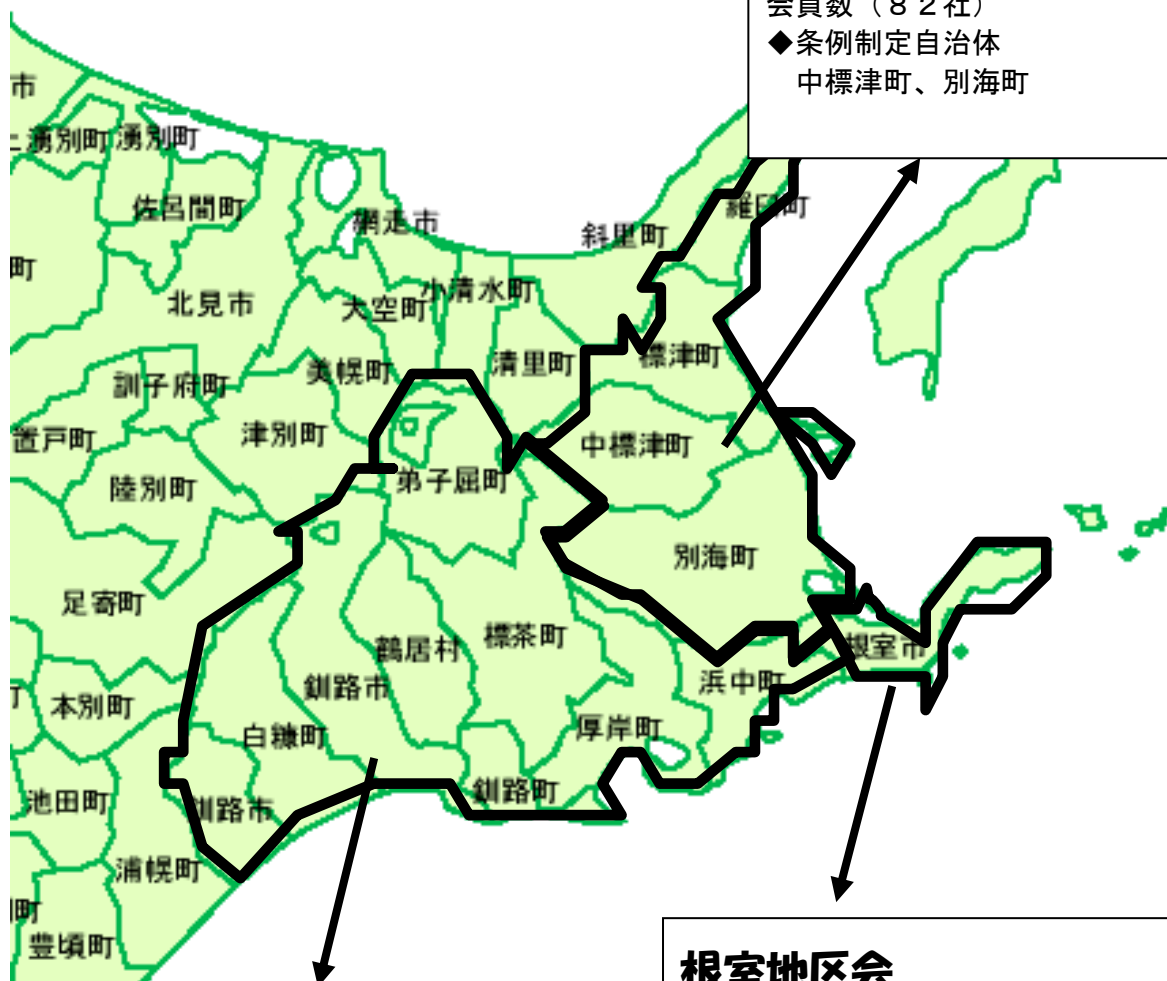 会員数（８２社）
◆条例制定自治体
中標津町、別海町
市
上湧別町
湧別町
佐呂間町
網走市
斜里町
羅臼町
町
北見市
大空町
小清水町
標津町
美幌町
清里町
訓子府町
置戸町
津別町
中標津町
陸別町
弟子屈町
別海町
足寄町
鶴居村
標茶町
根室市
町
本別町
釧路市
浜中町
白糠町
厚岸町
池田町
釧路市
釧路町
浦幌町
町
豊頃町
根室地区会